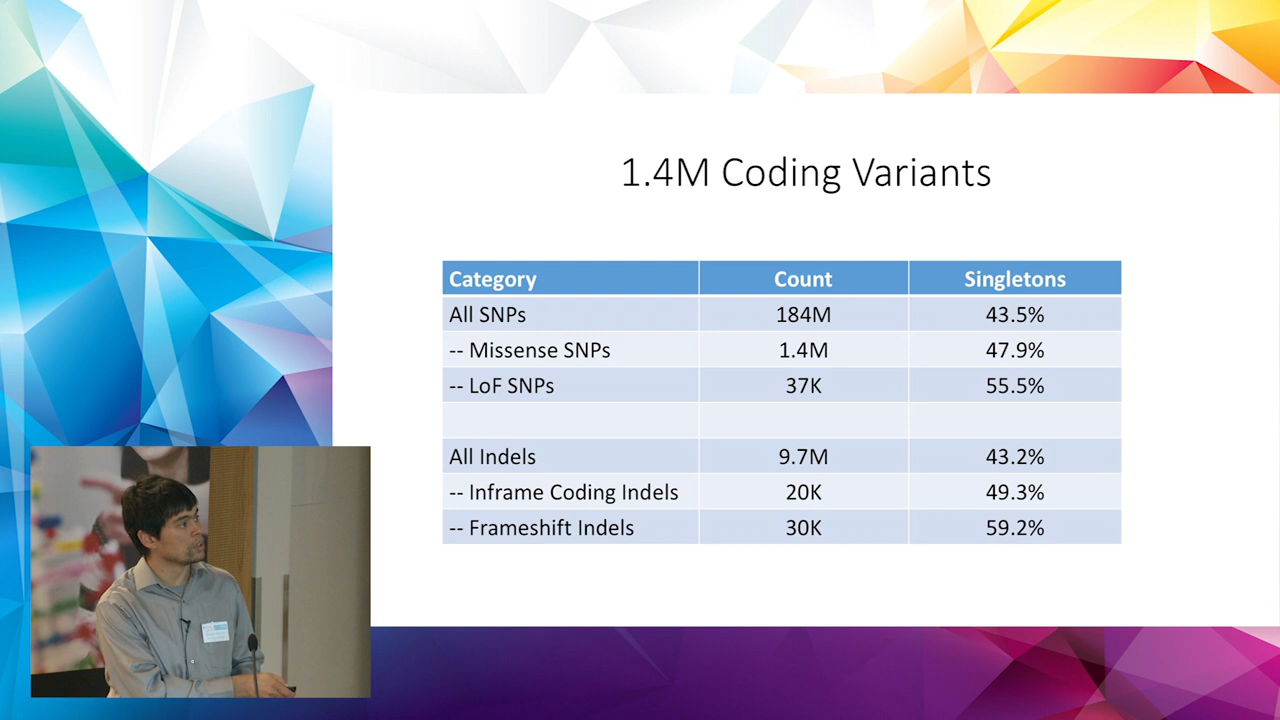 1.4M Coding Variants
Category Count Singletons
All SNPs 184M 43.5%
-- Missense SNPs 1.4M 47.9%
-- LoF SNPs 37K 55.5%
All Indels 9.7M 43.2%
-- Inframe Coding Indels 20K 49.3%
-- Frameshift Indels 30K 59.2%